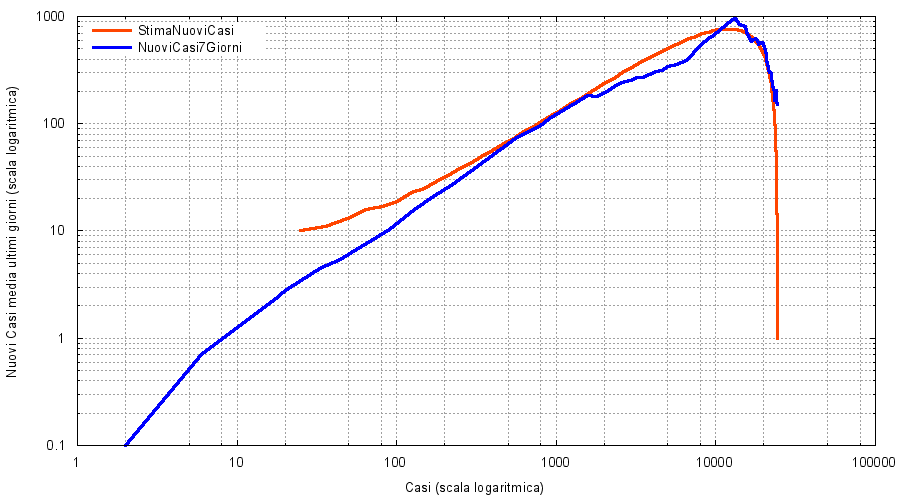 1000
100
10
1
0.1
StimaNuoviCasi
NuoviCasi7Giorni
Nuovi Casi media ultimi giorni (scala logaritmica)
1 10 100 1000 10000 100000
Casi (scala logaritmica)